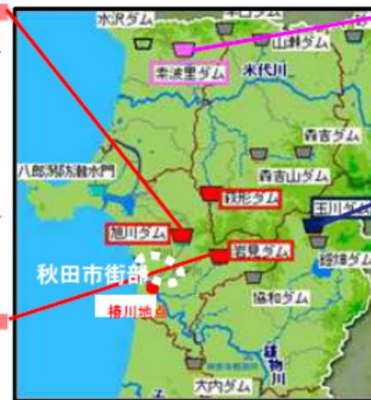 水沢ダム
山瀬ダム
素波里ダム
米代川
森吉ダム
八郎潟防潮水門
森吉山ダム
萩形ダム
玉川ダム
旭川ダム
岩見ダム
鎧畑ダム
秋田市街部
協和ダム
椿川地点
雄物川
大内ダム